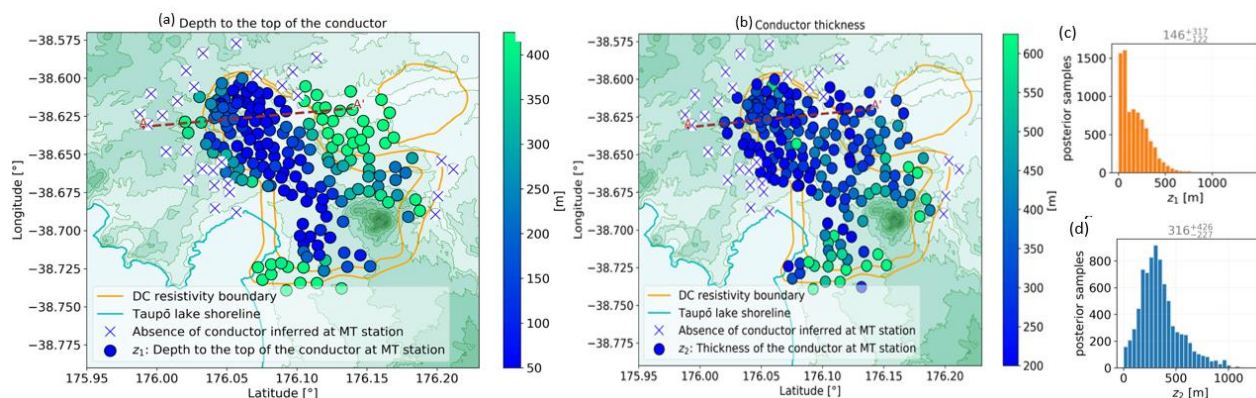 (a)
Depth to the top of the conductor
−38.570
−38.600
−38.625
−38.650
−38.675
−38.700
−38.725
−38.750
−38.775
Longitude [°]
A
A'
DC resistivity boundary
Taupō lake shoreline
Absence of conductor inferred at MT station
z1: Depth to the top of the conductor at MT station
175.95 176.00 176.05 176.10 176.15 176.20
Latitude [°]
400
350
300
250
200
150
100
50
[m]
(b)
Conductor thickness
−38.575
−38.600
−38.625
−38.650
−38.675
−38.700
−38.725
−38.750
−38.775
Longitude [°]
A
A'
DC resistivity boundary
Taupō lake shoreline
Absence of conductor inferred at MT station
z2: Thickness of the conductor at MT station
175.95 176.00 176.05 176.10 176.15 176.20
Latitude [°]
600
550
500
450
400
350
300
250
200
[m]
(c)
146 +317 −122
1500
1000
500
0
posterior samples
0 500 1000
z1 [m]
(d)
316 +426 −227
800
600
400
200
0
posterior samples
0 500 1000
z2 [m]